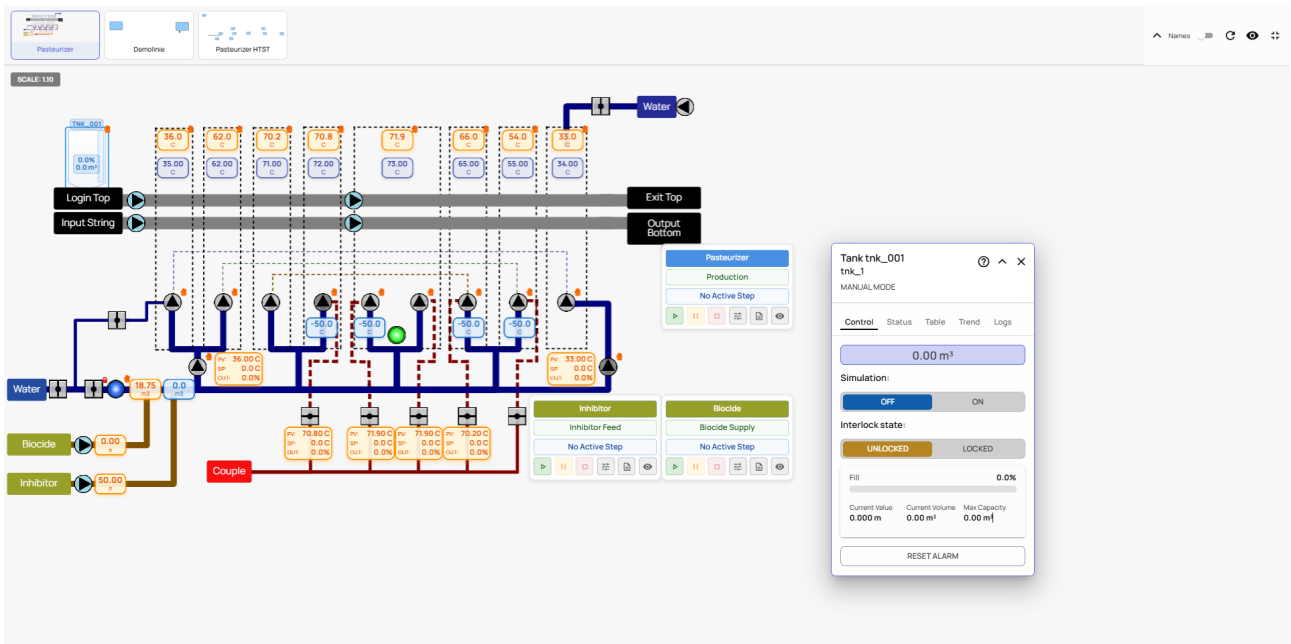 Pasteurizer
Demolinie
Pasteurizer HTST
Names
SCALE: 1.10
Water
TNK_001
36.0
C
62.0
C
70.2
C
70.8
C
71.9
C
66.0
C
54.0
C
33.0
C
0.0%
0.0 m³
35.00
C
62.00
C
71.00
C
72.00
C
73.00
C
65.00
C
55.00
C
34.00
C
Login Top
Exit Top
Input String
Output
Bottom
Pasteurizer
Production
No Active Step
-50.0
C
-50.0
C
-50.0
C
-50.0
C
PV: 36.00 C
SP: 0.0 C
OUT: 0.0%
PV: 33.00 C
SP: 0.0 C
OUT: 0.0%
Water
18.75
m3
0.0
m3
Biocide
0.00
Inhibitor
50.00
PV: 70.80 C
SP: 0.0 C
OUT: 0.0%
PV: 71.90 C
SP: 0.0 C
OUT: 0.0%
PV: 71.90 C
SP: 0.0 C
OUT: 0.0%
PV: 70.20 C
SP: 0.0 C
OUT: 0.0%
Couple
Inhibitor
Inhibitor Feed
No Active Step
Biocide
Biocide Supply
No Active Step
Tank tnk_001
tnk_1
MANUAL MODE
Control Status Table Trend Logs
0.00 m³
Simulation:
OFF ON
Interlock state:
UNLOCKED LOCKED
Fill 0.0%
Current Value Current Volume Max Capacity
0.000 m 0.00 m³ 0.00 m³
RESET ALARM